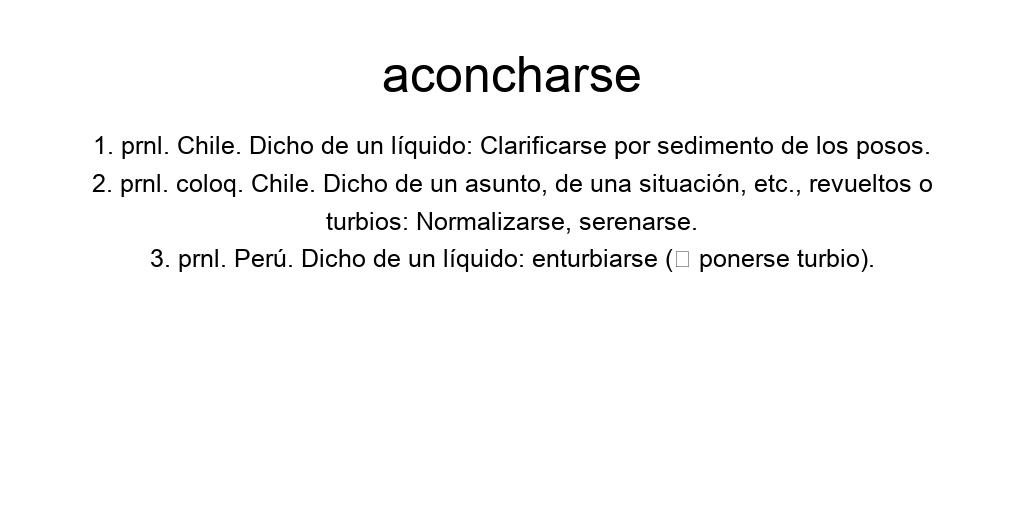 aconcharse
1. prnl. Chile. Dicho de un líquido: Clarificarse por sedimento de los posos.
2. prnl. coloq. Chile. Dicho de un asunto, de una situación, etc., revueltos o
turbios: Normalizarse, serenarse.
3. prnl. Perú. Dicho de un líquido: enturbiarse (▯ ponerse turbio).